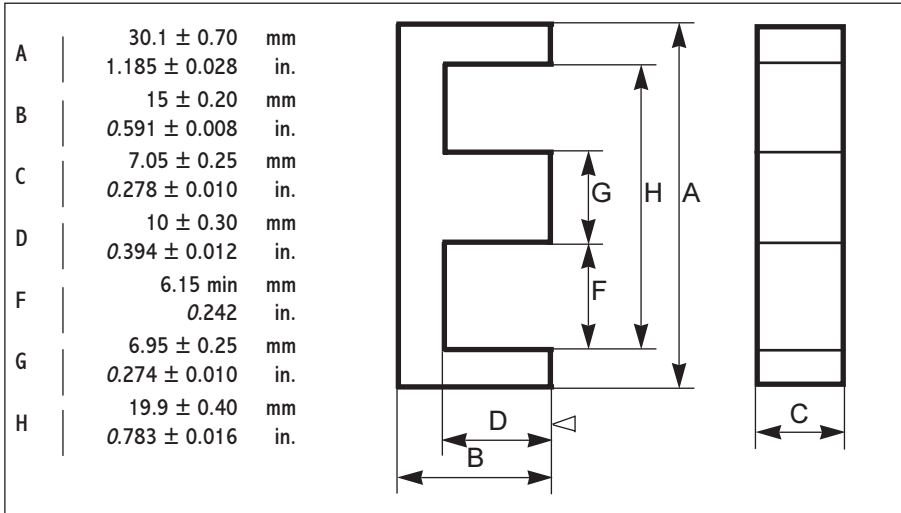 A 30.1 ± 0.70 mm
1.185 ± 0.028 in.
B 15 ± 0.20 mm
0.591 ± 0.008 in.
C 7.05 ± 0.25 mm
0.278 ± 0.010 in.
D 10 ± 0.30 mm
0.394 ± 0.012 in.
F 6.15 min mm
0.242 in.
G 6.95 ± 0.25 mm
0.274 ± 0.010 in.
H 19.9 ± 0.40 mm
0.783 ± 0.016 in.
G H A
F
D
B
C